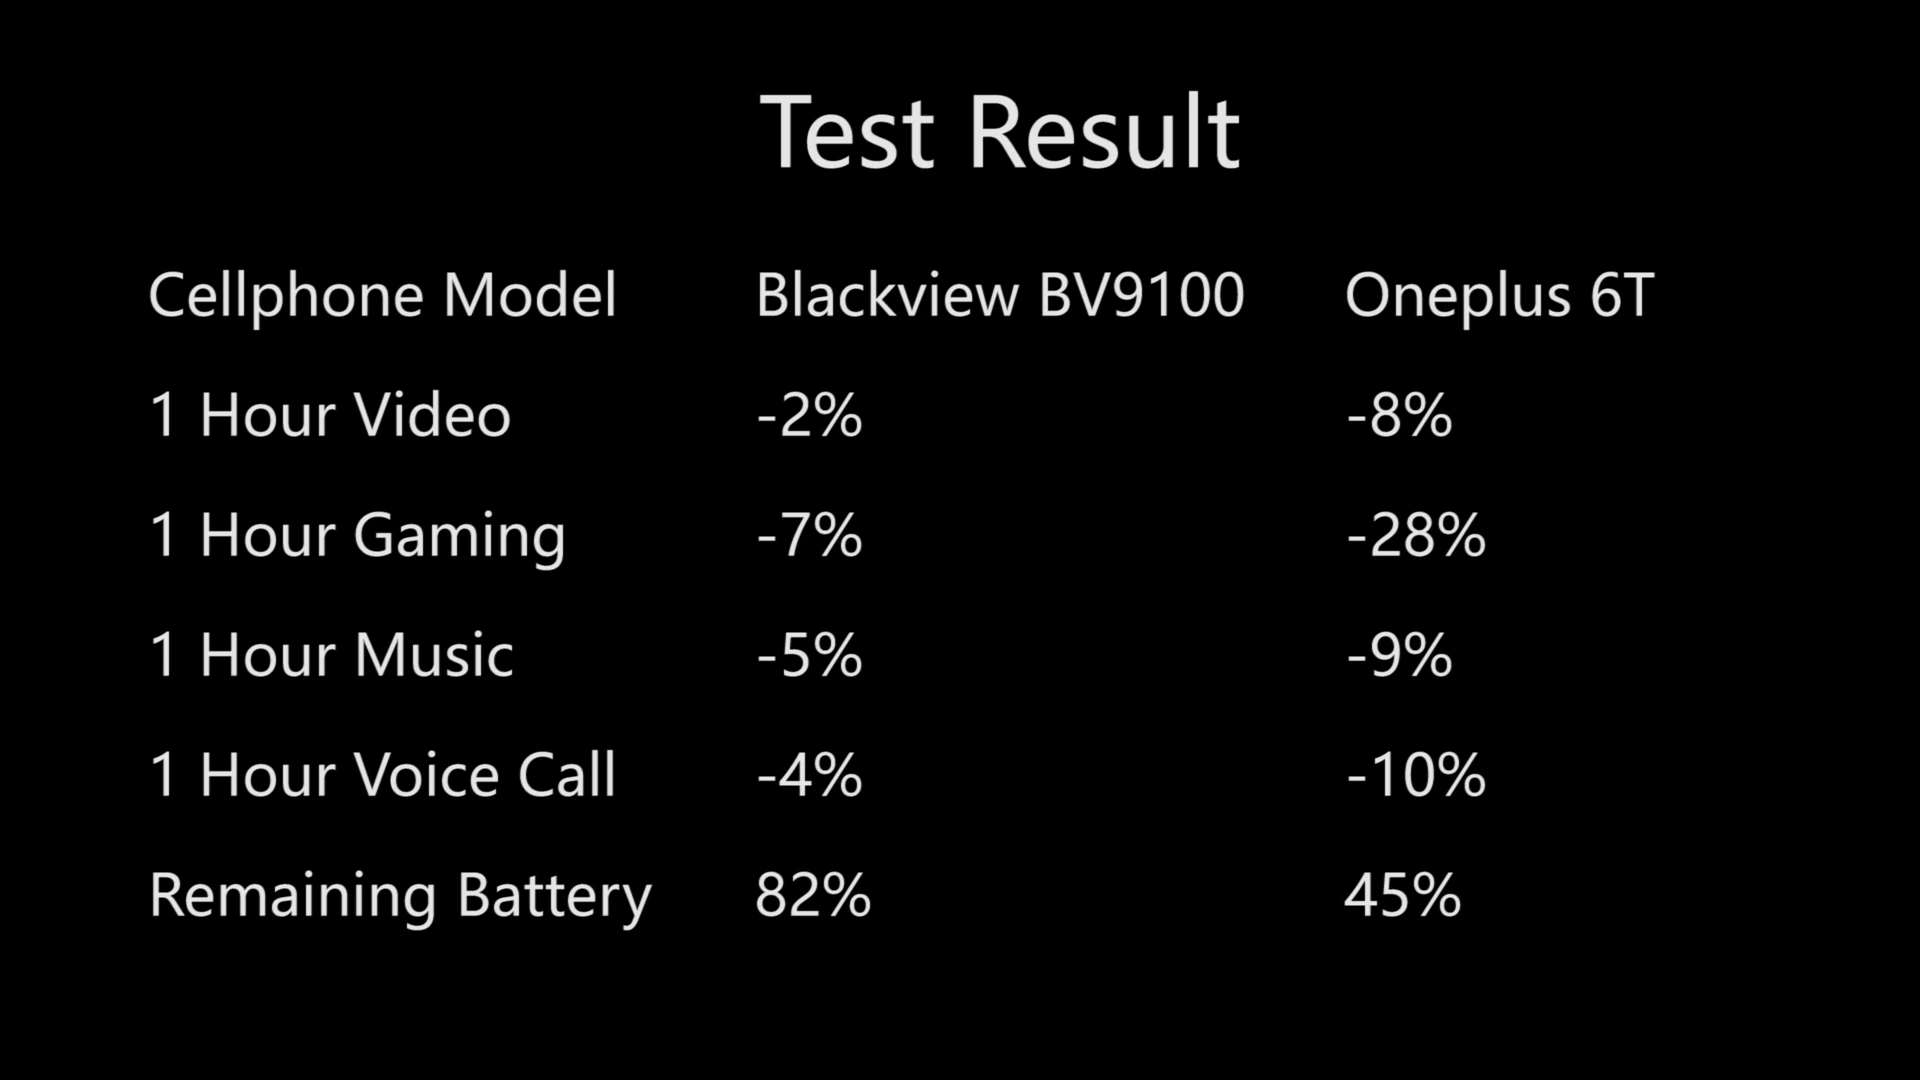 Test Result
Cellphone Model Blackview BV9100 Oneplus 6T
1 Hour Video -2% -8%
1 Hour Gaming -7% -28%
1 Hour Music -5% -9%
1 Hour Voice Call -4% -10%
Remaining Battery 82% 45%